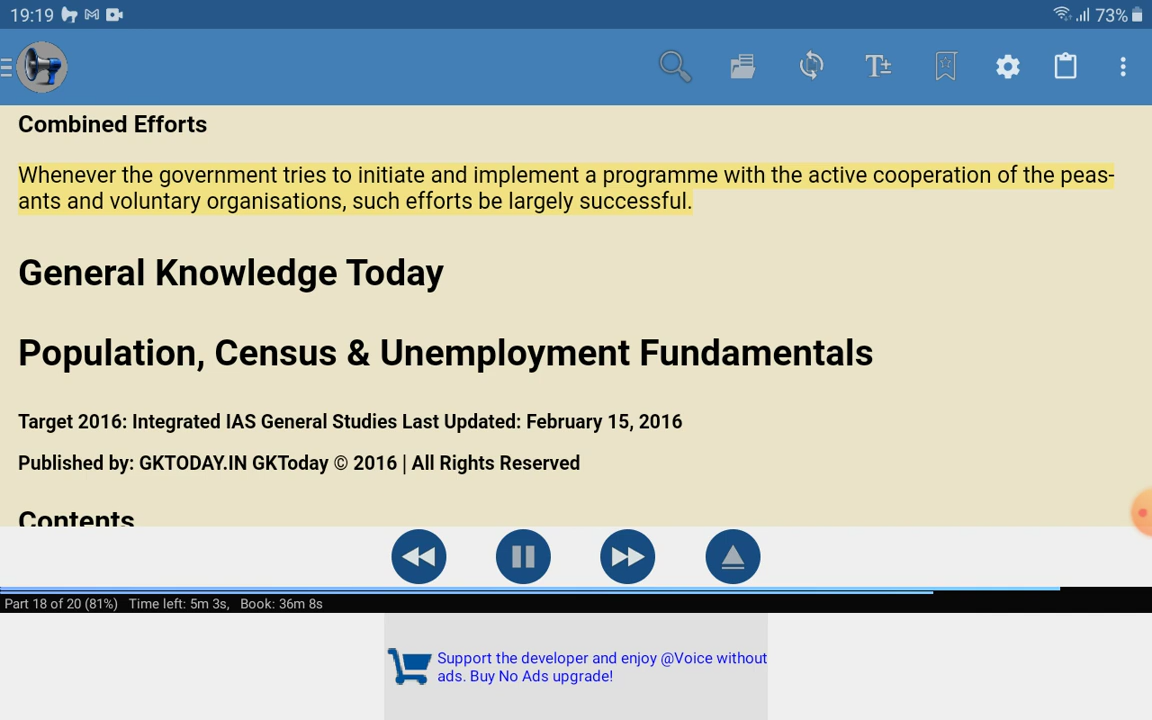 19:19
73%
T±
Combined Efforts
Whenever the government tries to initiate and implement a programme with the active cooperation of the peas-
ants and voluntary organisations, such efforts be largely successful.
General Knowledge Today
Population, Census & Unemployment Fundamentals
Target 2016: Integrated IAS General Studies Last Updated: February 15, 2016
Published by: GKTODAY.IN GKToday © 2016 | All Rights Reserved
Contents
Part 18 of 20 (81%) Time left: 5m 3s, Book: 36m 8s
Support the developer and enjoy @Voice without
ads. Buy No Ads upgrade!